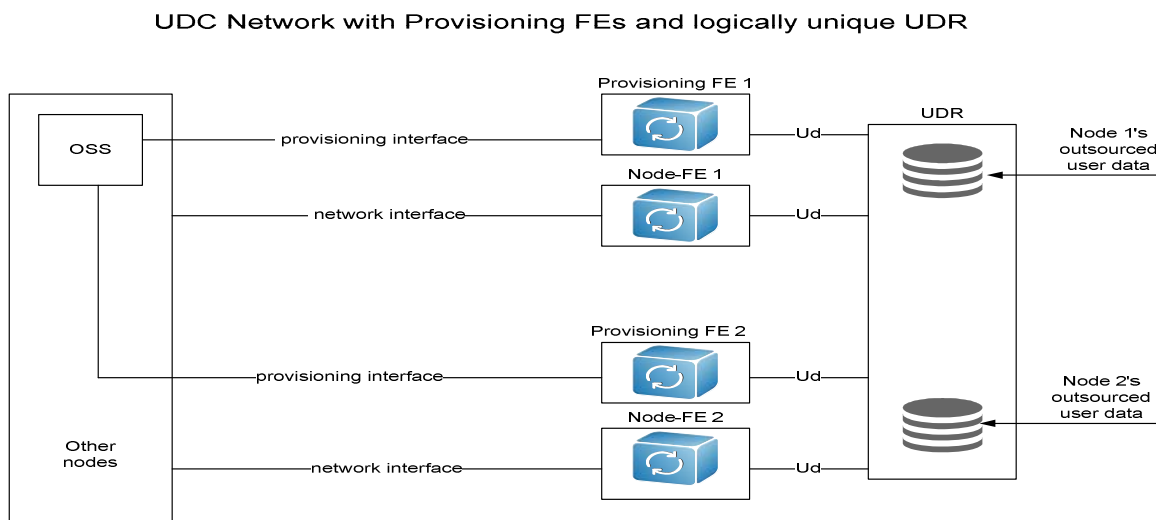 UDC Network with Provisioning FEs and logically unique UDR
Provisioning FE 1
UDR
OSS
provisioning interface
Ud
Node 1's
outsourced
user data
Node-FE 1
network interface
Ud
Provisioning FE 2
provisioning interface
Ud
Node 2's
outsourced
user data
Node-FE 2
Other
nodes
network interface
Ud